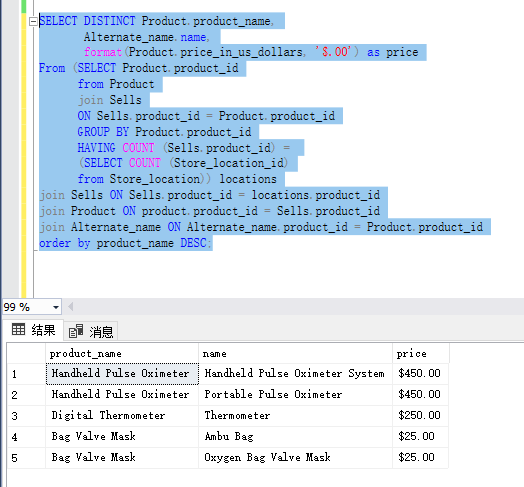 SELECT DISTINCT Product.product_name,
Alternate_name.name,
format(Product.price_in_us_dollars, '$.00') as price
From (SELECT Product.product_id
from Product
join Sells
ON Sells.product_id = Product.product_id
GROUP BY Product.product_id
HAVING COUNT (Sells.product_id) =
(SELECT COUNT (Store_location_id)
from Store_location)) locations
join Sells ON Sells.product_id = locations.product_id
join Product ON product.product_id = Sells.product_id
join Alternate_name ON Alternate_name.product_id = Product.product_id
order by product_name DESC;
99 %
结果 消息
product_name name price
1 Handheld Pulse Oximeter Handheld Pulse Oximeter System $450.00
2 Handheld Pulse Oximeter Portable Pulse Oximeter $450.00
3 Digital Thermometer Thermometer $250.00
4 Bag Valve Mask Ambu Bag $25.00
5 Bag Valve Mask Oxygen Bag Valve Mask $25.00